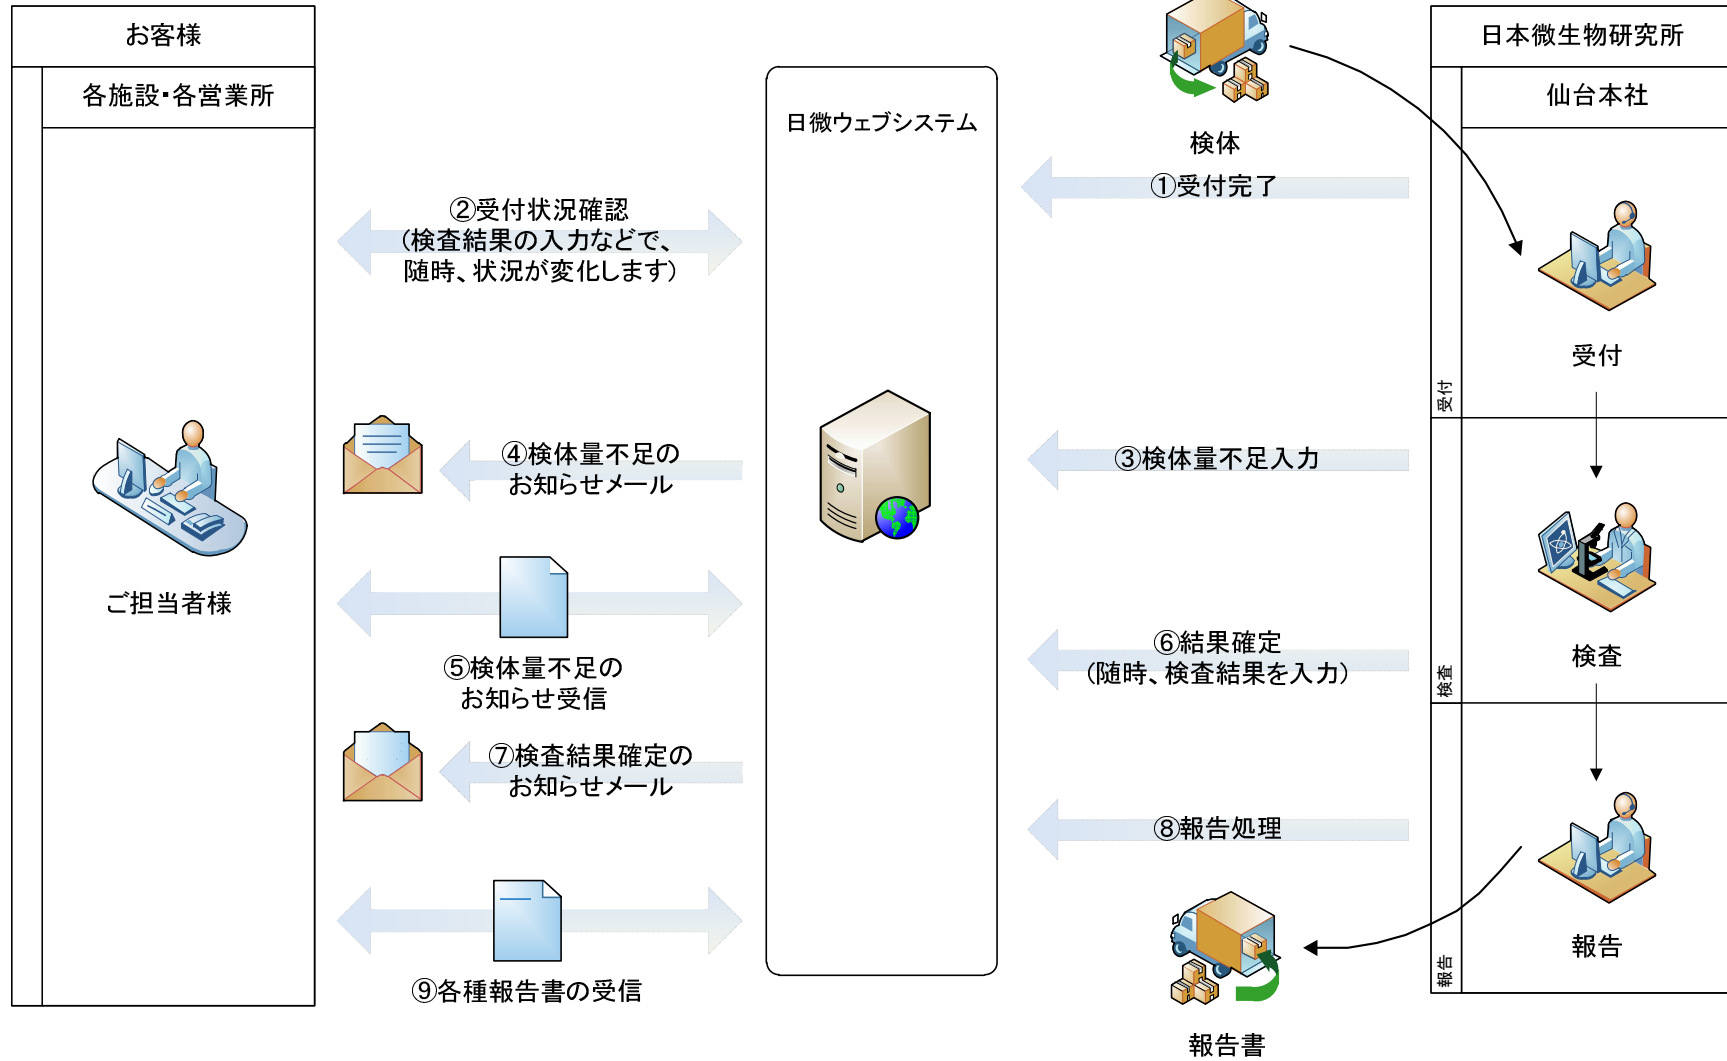 お客様
各施設・各営業所
ご担当者様
②受付状況確認
(検査結果の入力などで、
随時、状況が変化します)
④検体量不足の
お知らせメール
⑤検体量不足の
お知らせ受信
⑦検査結果確定の
お知らせメール
⑨各種報告書の受信
日微ウェブシステム
検体
①受付完了
③検体量不足入力
⑥結果確定
(随時、検査結果を入力)
⑧報告処理
報告書
日本微生物研究所
仙台本社
受付
受付
検査
検査
報告
報告